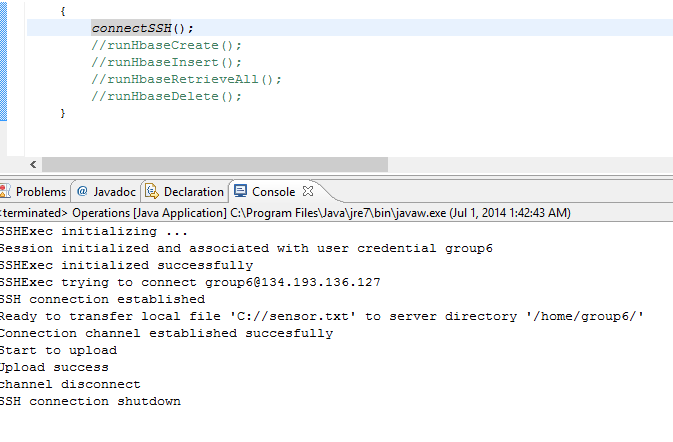 {
connectSSH();
//runHbaseCreate();
//runHbaseInsert();
//runHbaseRetrieveAll();
//runHbaseDelete();
}
Problems @ Javadoc Declaration Console
<terminated> Operations [Java Application] C:\Program Files\Java\jre7\bin\javaw.exe (Jul 1, 2014 1:42:43 AM)
SSHExec initializing ...
Session initialized and associated with user credential group6
SSHExec initialized successfully
SSHExec trying to connect group6@134.193.136.127
SSH connection established
Ready to transfer local file 'C://sensor.txt' to server directory '/home/group6/'
Connection channel established succesfully
Start to upload
Upload success
channel disconnect
SSH connection shutdown